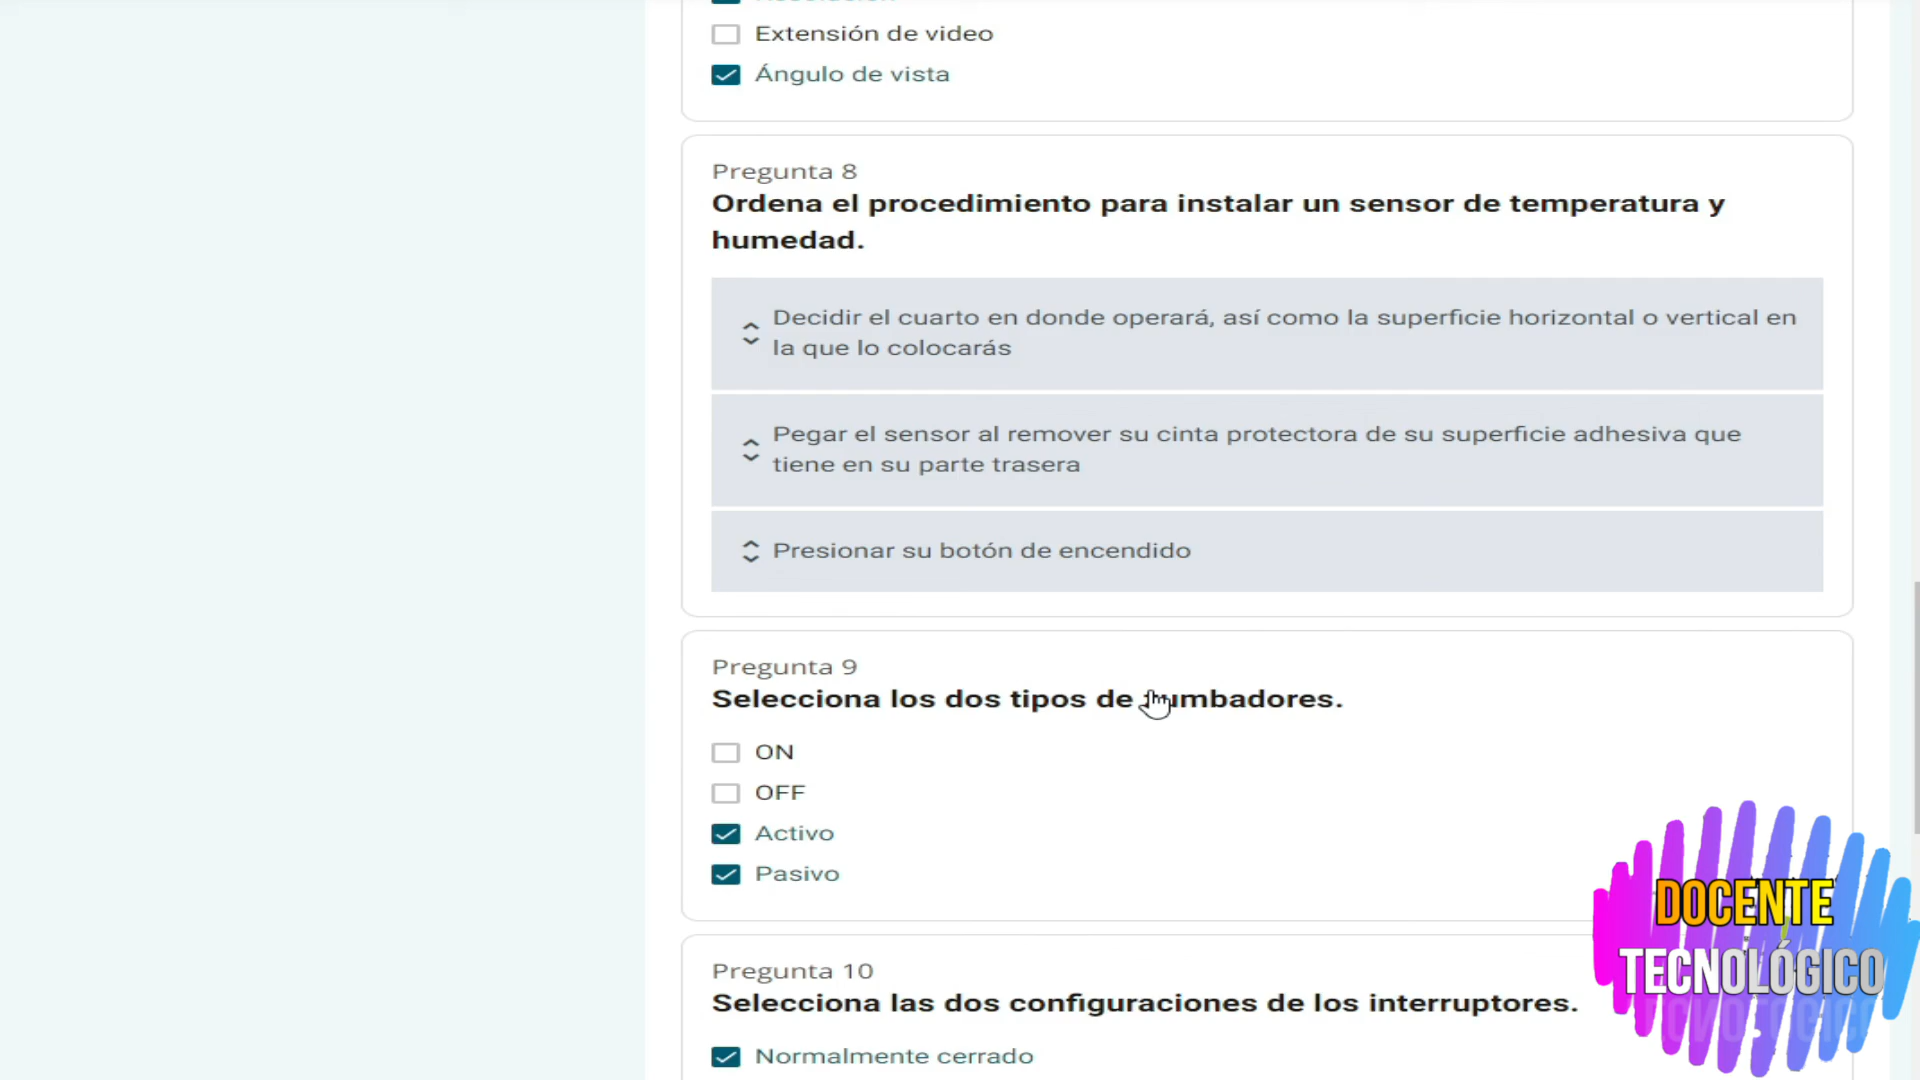 Extensión de video
Ángulo de vista
Pregunta 8
Ordena el procedimiento para instalar un sensor de temperatura y
humedad.
Decidir el cuarto en donde operará, así como la superficie horizontal o vertical en
la que lo colocarás
Pegar el sensor al remover su cinta protectora de su superficie adhesiva que
tiene en su parte trasera
Presionar su botón de encendido
Pregunta 9
Selecciona los dos tipos de zumbadores.
ON
OFF
Activo
Pasivo
Pregunta 10
Selecciona las dos configuraciones de los interruptores.
Normalmente cerrado
DOCENTE
TECNOLÓGICO